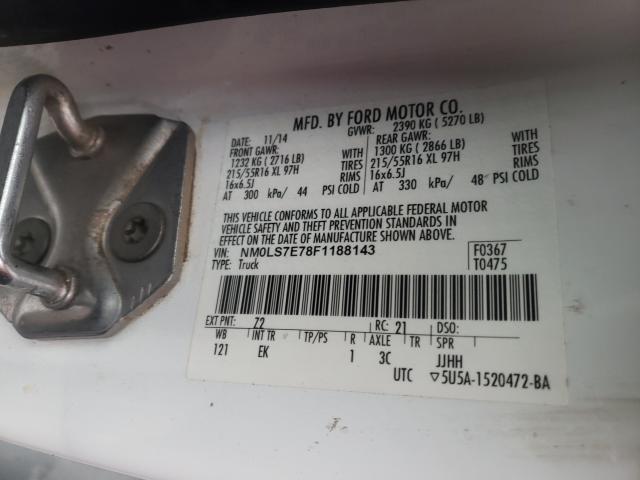 MFD. BY FORD MOTOR CO.
DATE: 11/14 GVWR: 2390 KG ( 5270 LB)
FRONT GAWR: WITH REAR GAWR: WITH
1232 KG ( 2716 LB) TIRES 1300 KG ( 2866 LB) TIRES
215/55R16 XL 97H RIMS 215/55R16 XL 97H RIMS
16x6.5J 16x6.5J
AT 300 kPa/ 44 PSI COLD AT 330 kPa/ 48 PSI COLD
THIS VEHICLE CONFORMS TO ALL APPLICABLE FEDERAL MOTOR
VEHICLE SAFETY AND THEFT PREVENTION STANDARDS IN
EFFECT ON THE DATE OF MANUFACTURE SHOWN ABOVE.
VIN: NM0LS7E78F1188143 F0367
TYPE: Truck T0475
EXT PNT: Z2 RC: 21 DSO:
WB INT TR TP/PS R AXLE TR SPR
121 EK 1 3C JJHH
UTC ▽5U5A-1520472-BA